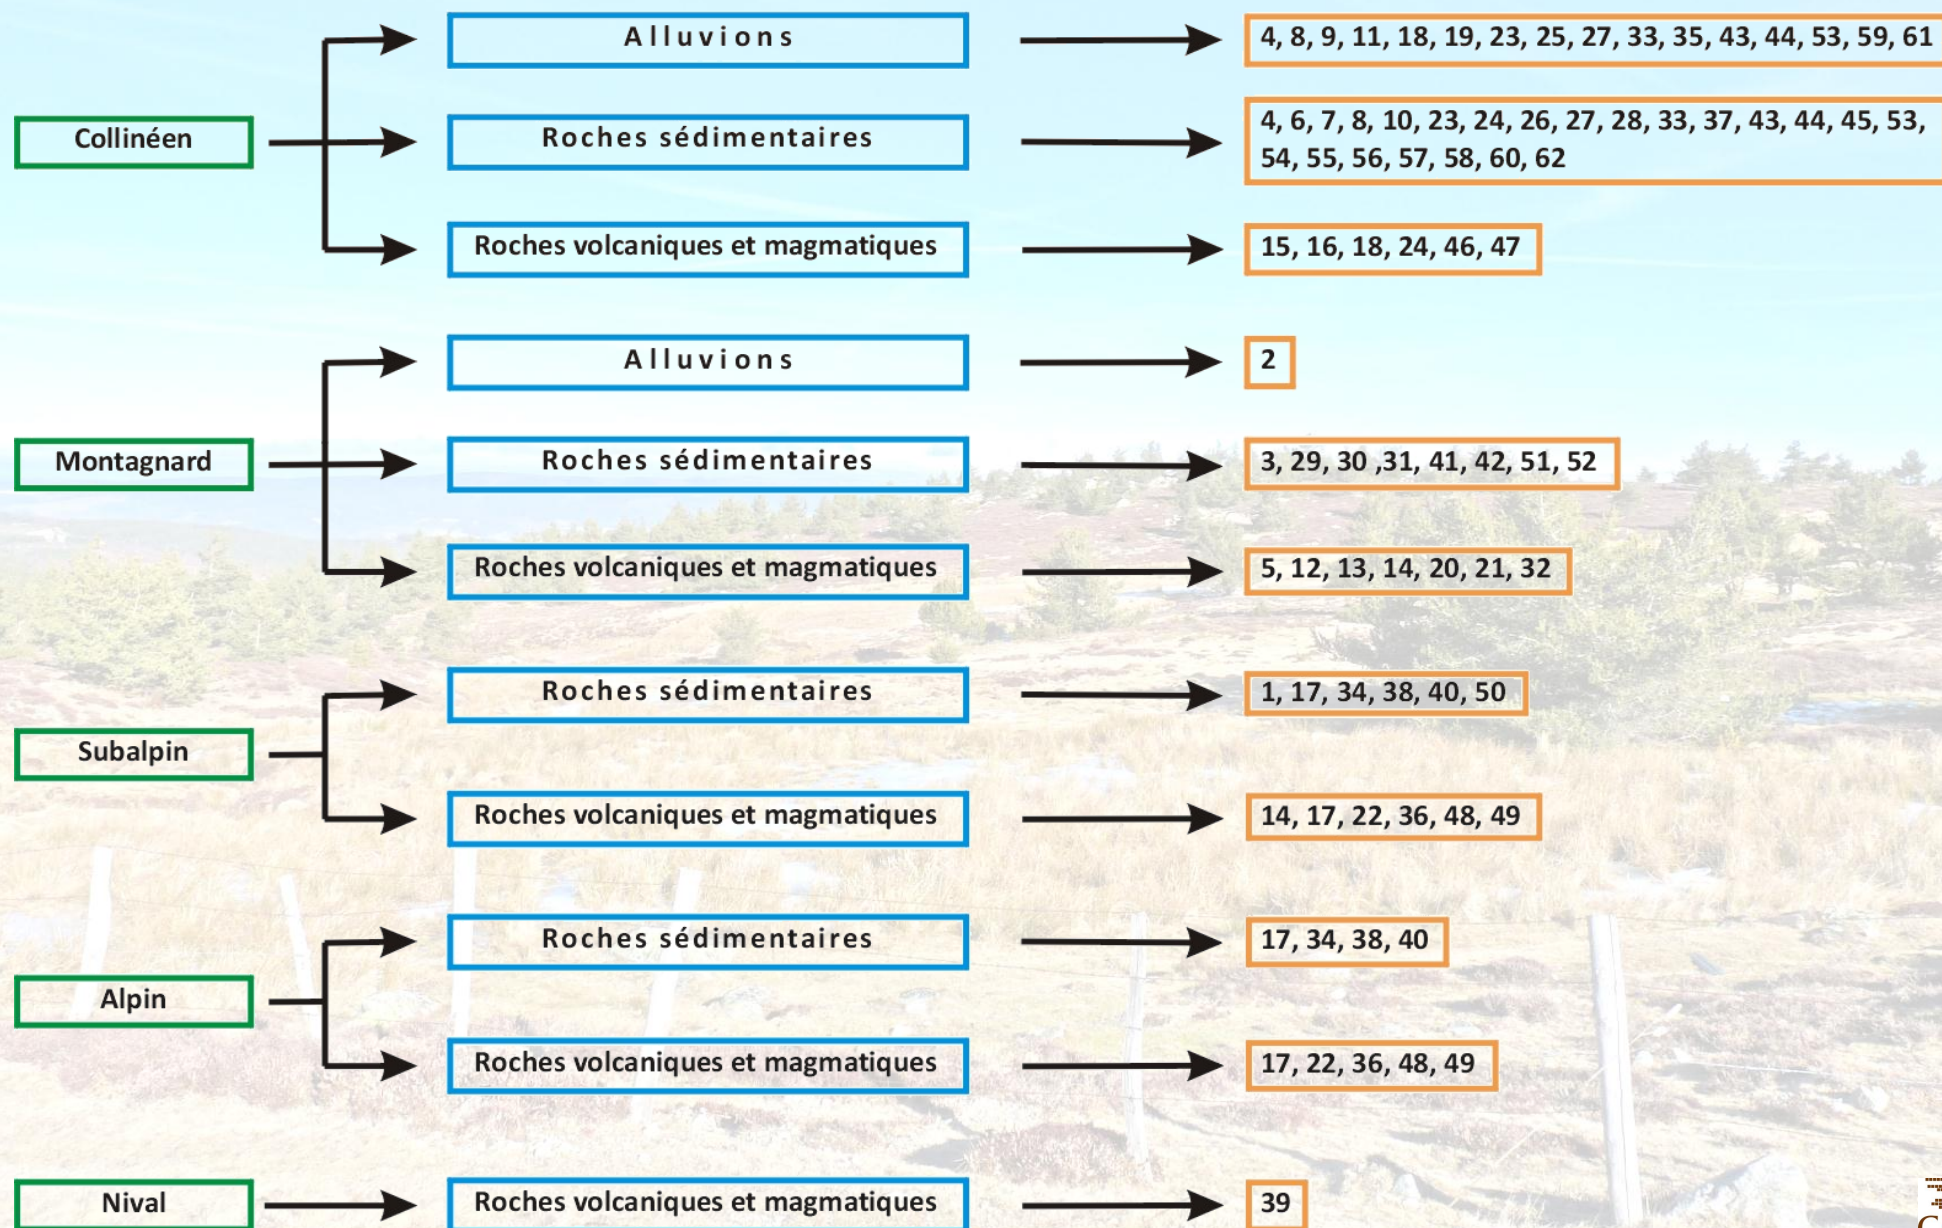 Collinéen
Alluvions
4, 8, 9, 11, 18, 19, 23, 25, 27, 33, 35, 43, 44, 53, 59, 61
Roches sédimentaires
4, 6, 7, 8, 10, 23, 24, 26, 27, 28, 33, 37, 43, 44, 45, 53,
54, 55, 56, 57, 58, 60, 62
Roches volcaniques et magmatiques
15, 16, 18, 24, 46, 47
Montagnard
Alluvions
2
Roches sédimentaires
3, 29, 30 ,31, 41, 42, 51, 52
Roches volcaniques et magmatiques
5, 12, 13, 14, 20, 21, 32
Subalpin
Roches sédimentaires
1, 17, 34, 38, 40, 50
Roches volcaniques et magmatiques
14, 17, 22, 36, 48, 49
Alpin
Roches sédimentaires
17, 34, 38, 40
Roches volcaniques et magmatiques
17, 22, 36, 48, 49
Nival
Roches volcaniques et magmatiques
39